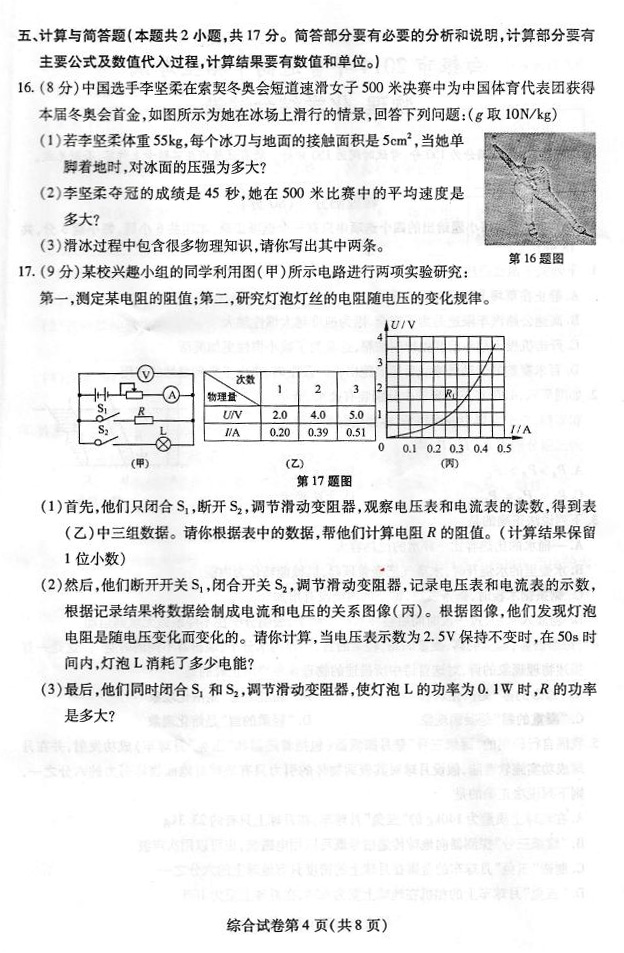 五、计算与简答题(本题共2小题,共17分。简答部分要有必要的分析和说明,计算部分要有
主要公式及数值代入过程,计算结果要有数值和单位。)
16.(8分)中国选手李坚柔在索契冬奥会短道速滑女子500米决赛中为中国体育代表团获得
本届冬奥会首金,如图所示为她在冰场上滑行的情景,回答下列问题:(g取10N/kg)
(1)若李坚柔体重55kg,每个冰刀与地面的接触面积是5cm²,当她单
脚着地时,对冰面的压强为多大?
(2)李坚柔夺冠的成绩是45秒,她在500米比赛中的平均速度是
多大?
(3)滑冰过程中包含很多物理知识,请你写出其中两条。
第16题图
17.(9分)某校兴趣小组的同学利用图(甲)所示电路进行两项实验研究:
第一,测定某电阻的阻值;第二,研究灯泡灯丝的电阻随电压的变化规律。
V
A
S₁
R
S₂
L
(甲)
次数
物理量
1 2 3
U/V 2.0 4.0 5.0
I/A 0.20 0.39 0.51
(乙)
U/V
4
3
2
1
0
R₁
I/A
0.1 0.2 0.3 0.4 0.5
(丙)
第17题图
(1)首先,他们只闭合S₁,断开S₂,调节滑动变阻器,观察电压表和电流表的读数,得到表
(乙)中三组数据。请你根据表中的数据,帮他们计算电阻R的阻值。(计算结果保留
1位小数)
(2)然后,他们断开开关S₁,闭合开关S₂,调节滑动变阻器,记录电压表和电流表的示数,
根据记录结果将数据绘制成电流和电压的关系图像(丙)。根据图像,他们发现灯泡
电阻是随电压变化而变化的。请你计算,当电压表示数为2.5V保持不变时,在50s时
间内,灯泡L消耗了多少电能?
(3)最后,他们同时闭合S₁和S₂,调节滑动变阻器,使灯泡L的功率为0.1W时,R的功率
是多大?
综合试卷第4页(共8页)